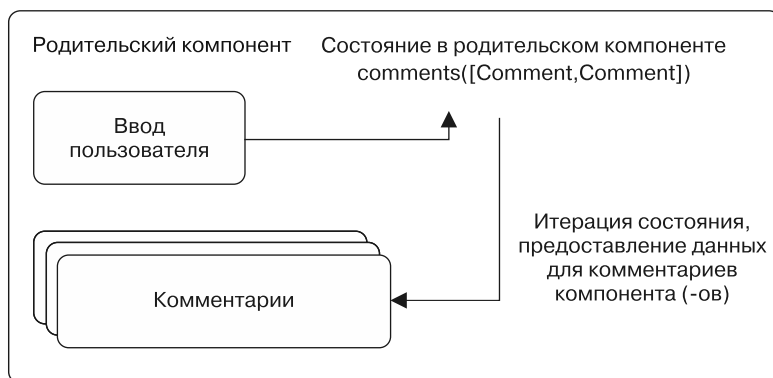 Родительский компонент
Состояние в родительском компоненте
comments([Comment,Comment])
Ввод
пользователя
Итерация состояния,
предоставление данных
для комментариев
компонента (-ов)
Комментарии